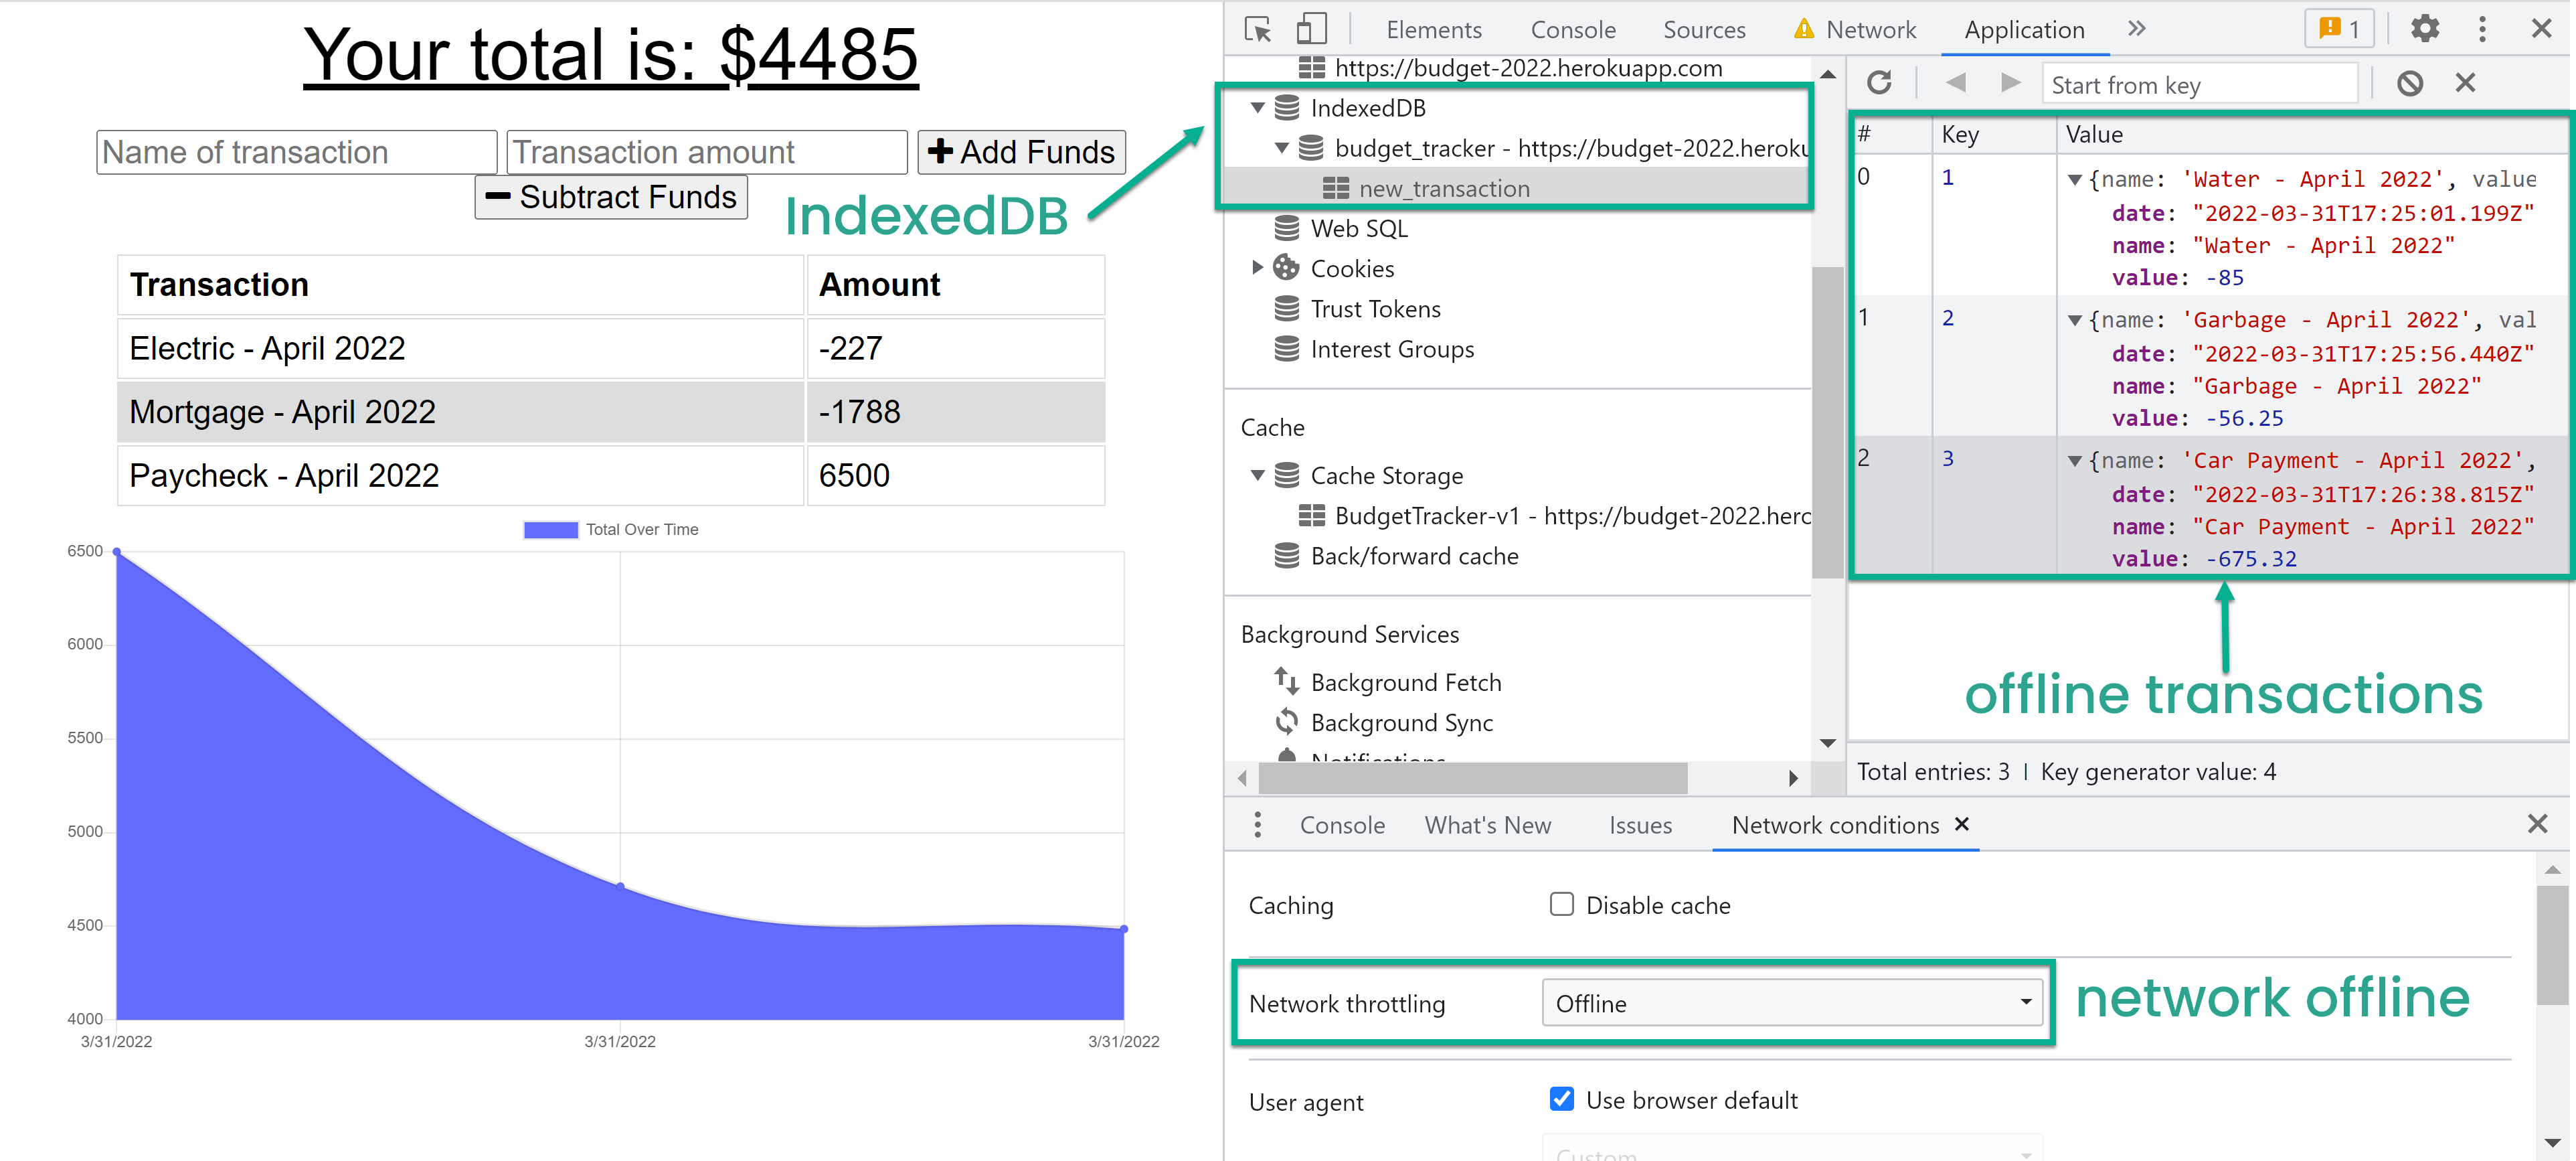 Your total is: $4485
Name of transaction
Transaction amount
Add Funds
Subtract Funds
IndexedDB
Transaction Amount
Electric - April 2022 -227
Mortgage - April 2022 -1788
Paycheck - April 2022 6500
Total Over Time
6500
6000
5500
5000
4500
4000
3/31/2022 3/31/2022 3/31/2022
Elements Console Sources Network Application 1
https://budget-2022.herokuapp.com
IndexedDB
budget_tracker - https://budget-2022.heroku
new_transaction
Web SQL
Cookies
Trust Tokens
Interest Groups
Cache
Cache Storage
BudgetTracker-v1 - https://budget-2022.herc
Back/forward cache
Background Services
Background Fetch
Background Sync
Notifications
Start from key
# Key Value
0 1 {name: 'Water - April 2022', value
date: "2022-03-31T17:25:01.199Z"
name: "Water - April 2022"
value: -85
1 2 {name: 'Garbage - April 2022', val
date: "2022-03-31T17:25:56.440Z"
name: "Garbage - April 2022"
value: -56.25
2 3 {name: 'Car Payment - April 2022',
date: "2022-03-31T17:26:38.815Z"
name: "Car Payment - April 2022"
value: -675.32
offline transactions
Total entries: 3 | Key generator value: 4
Console What's New Issues Network conditions
Caching Disable cache
Network throttling Offline
network offline
User agent Use browser default
Custom